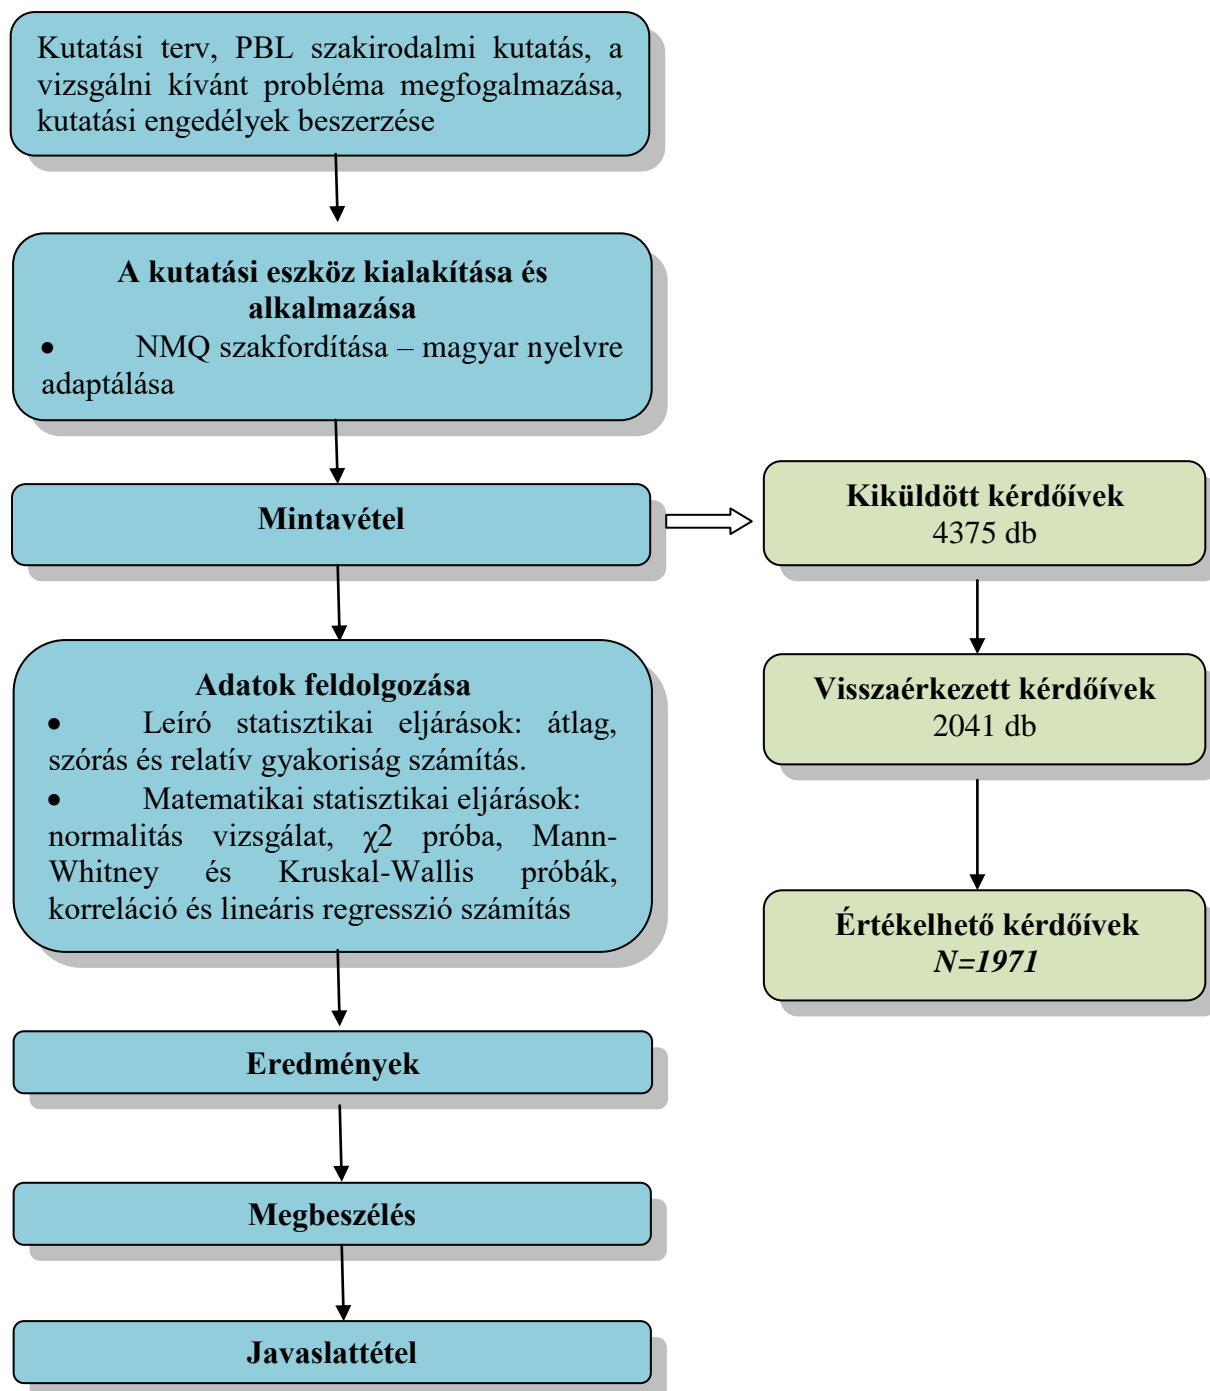 Kutatási terv, PBL szakirodalmi kutatás, a
vizsgálni kívánt probléma megfogalmazása,
kutatási engedélyek beszerzése
A kutatási eszköz kialakítása és
alkalmazása
• NMQ szakfordítása – magyar nyelvre
adaptálása
Mintavétel
Kiküldött kérdőívek
4375 db
Visszaérkezett kérdőívek
2041 db
Értékelhető kérdőívek
N=1971
Adatok feldolgozása
• Leíró statisztikai eljárások: átlag,
szórás és relatív gyakoriság számítás.
• Matematikai statisztikai eljárások:
normalitás vizsgálat, χ2 próba, Mann-
Whitney és Kruskal-Wallis próbák,
korreláció és lineáris regresszió számítás
Eredmények
Megbeszélés
Javaslattétel